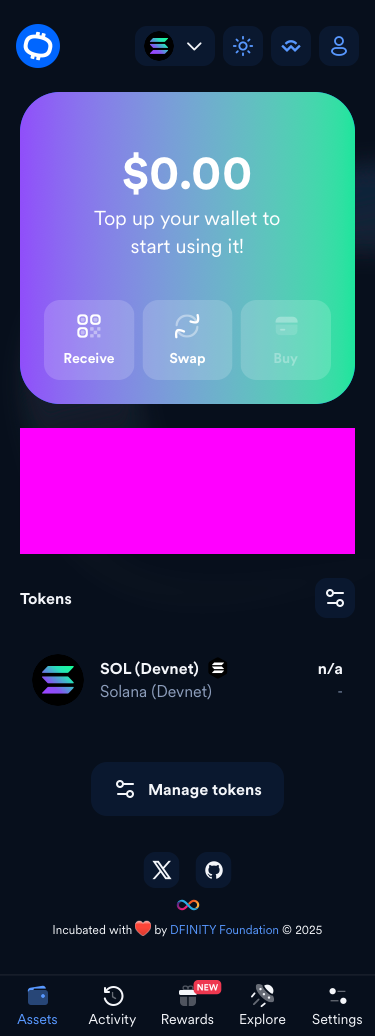 $0.00
Top up your wallet to
start using it!
Receive
Swap
Buy
Tokens
SOL (Devnet)
n/a
Solana (Devnet)
-
Manage tokens
Incubated with ❤️ by DFINITY Foundation © 2025
NEW
Assets
Activity
Rewards
Explore
Settings